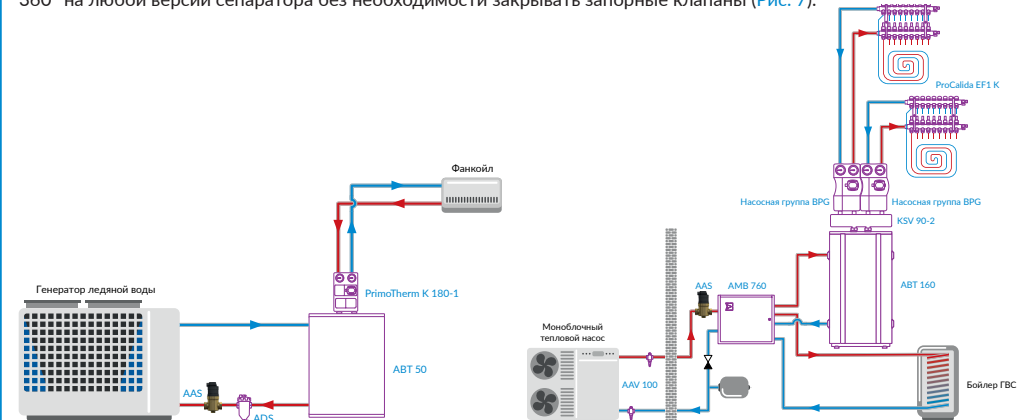 360° на любой версии сепаратора без необходимости закрывать запорные клапаны (Рис. 7).
ProCalida EF1 K
Фанкойл
Насосная группа BPG
Насосная группа BPG
KSV 90-2
Генератор ледяной воды
PrimoTherm K 180-1
AAS
AMB 760
ABT 160
Моноблочный
тепловой насос
ABT 50
AAV 100
Бойлер ГВС
AAS
ADS